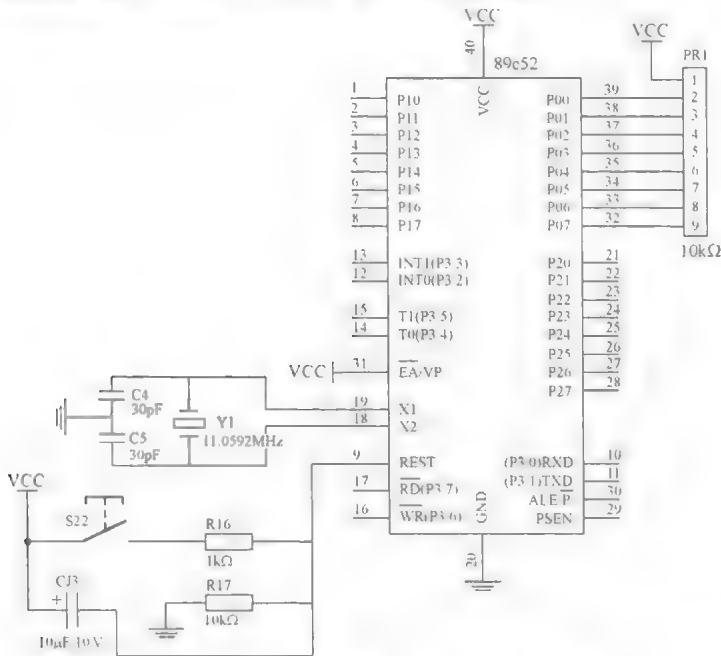 VCC
40
89c52
VCC
PR1
VCC
1 P10
2 P11
3 P12
4 P13
5 P14
6 P15
7 P16
8 P17
P00 39 2
P01 38 3
P02 37 4
P03 36 5
P04 35 6
P05 34 7
P06 33 8
P07 32 9
1
10kΩ
13 INT1(P3 3)
12 INT0(P3 2)
15 T1(P3 5)
14 T0(P3 4)
VCC 31 EA/VP
19 X1
18 X2
9 REST
17 RD(P3 7)
16 WR(P3 6)
P20 21
P21 22
P22 23
P23 24
P24 25
P25 26
P26 27
P27 28
(P3 0)RXD 10
(P3 1)TXD 11
ALE P 30
PSEN 29
GND
20
C4
30pF
C5
30pF
Y1
11.0592MHz
VCC
S22
R16
1kΩ
R17
10kΩ
CJ3
+
10μF 10V